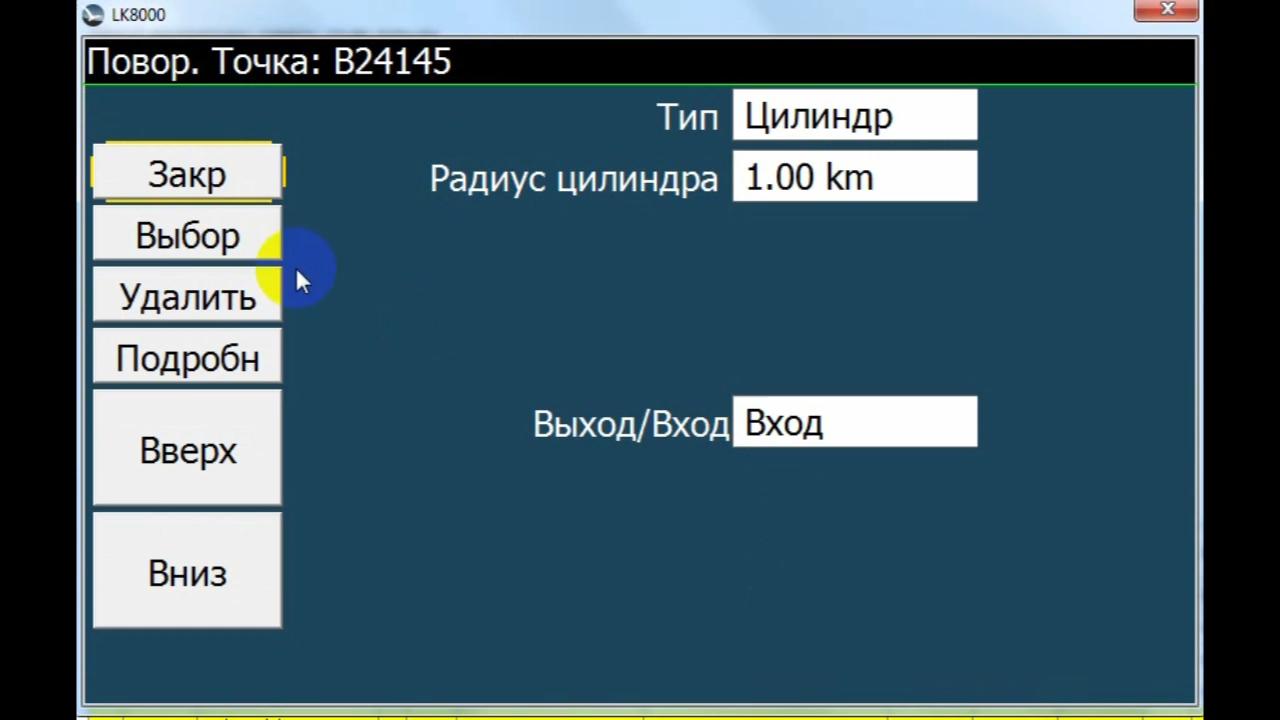 LK8000
Повор. Точка: B24145
Тип Цилиндр
Закр
Радиус цилиндра 1.00 km
Выбор
Удалить
Подробн
Выход/Вход Вход
Вверх
Вниз